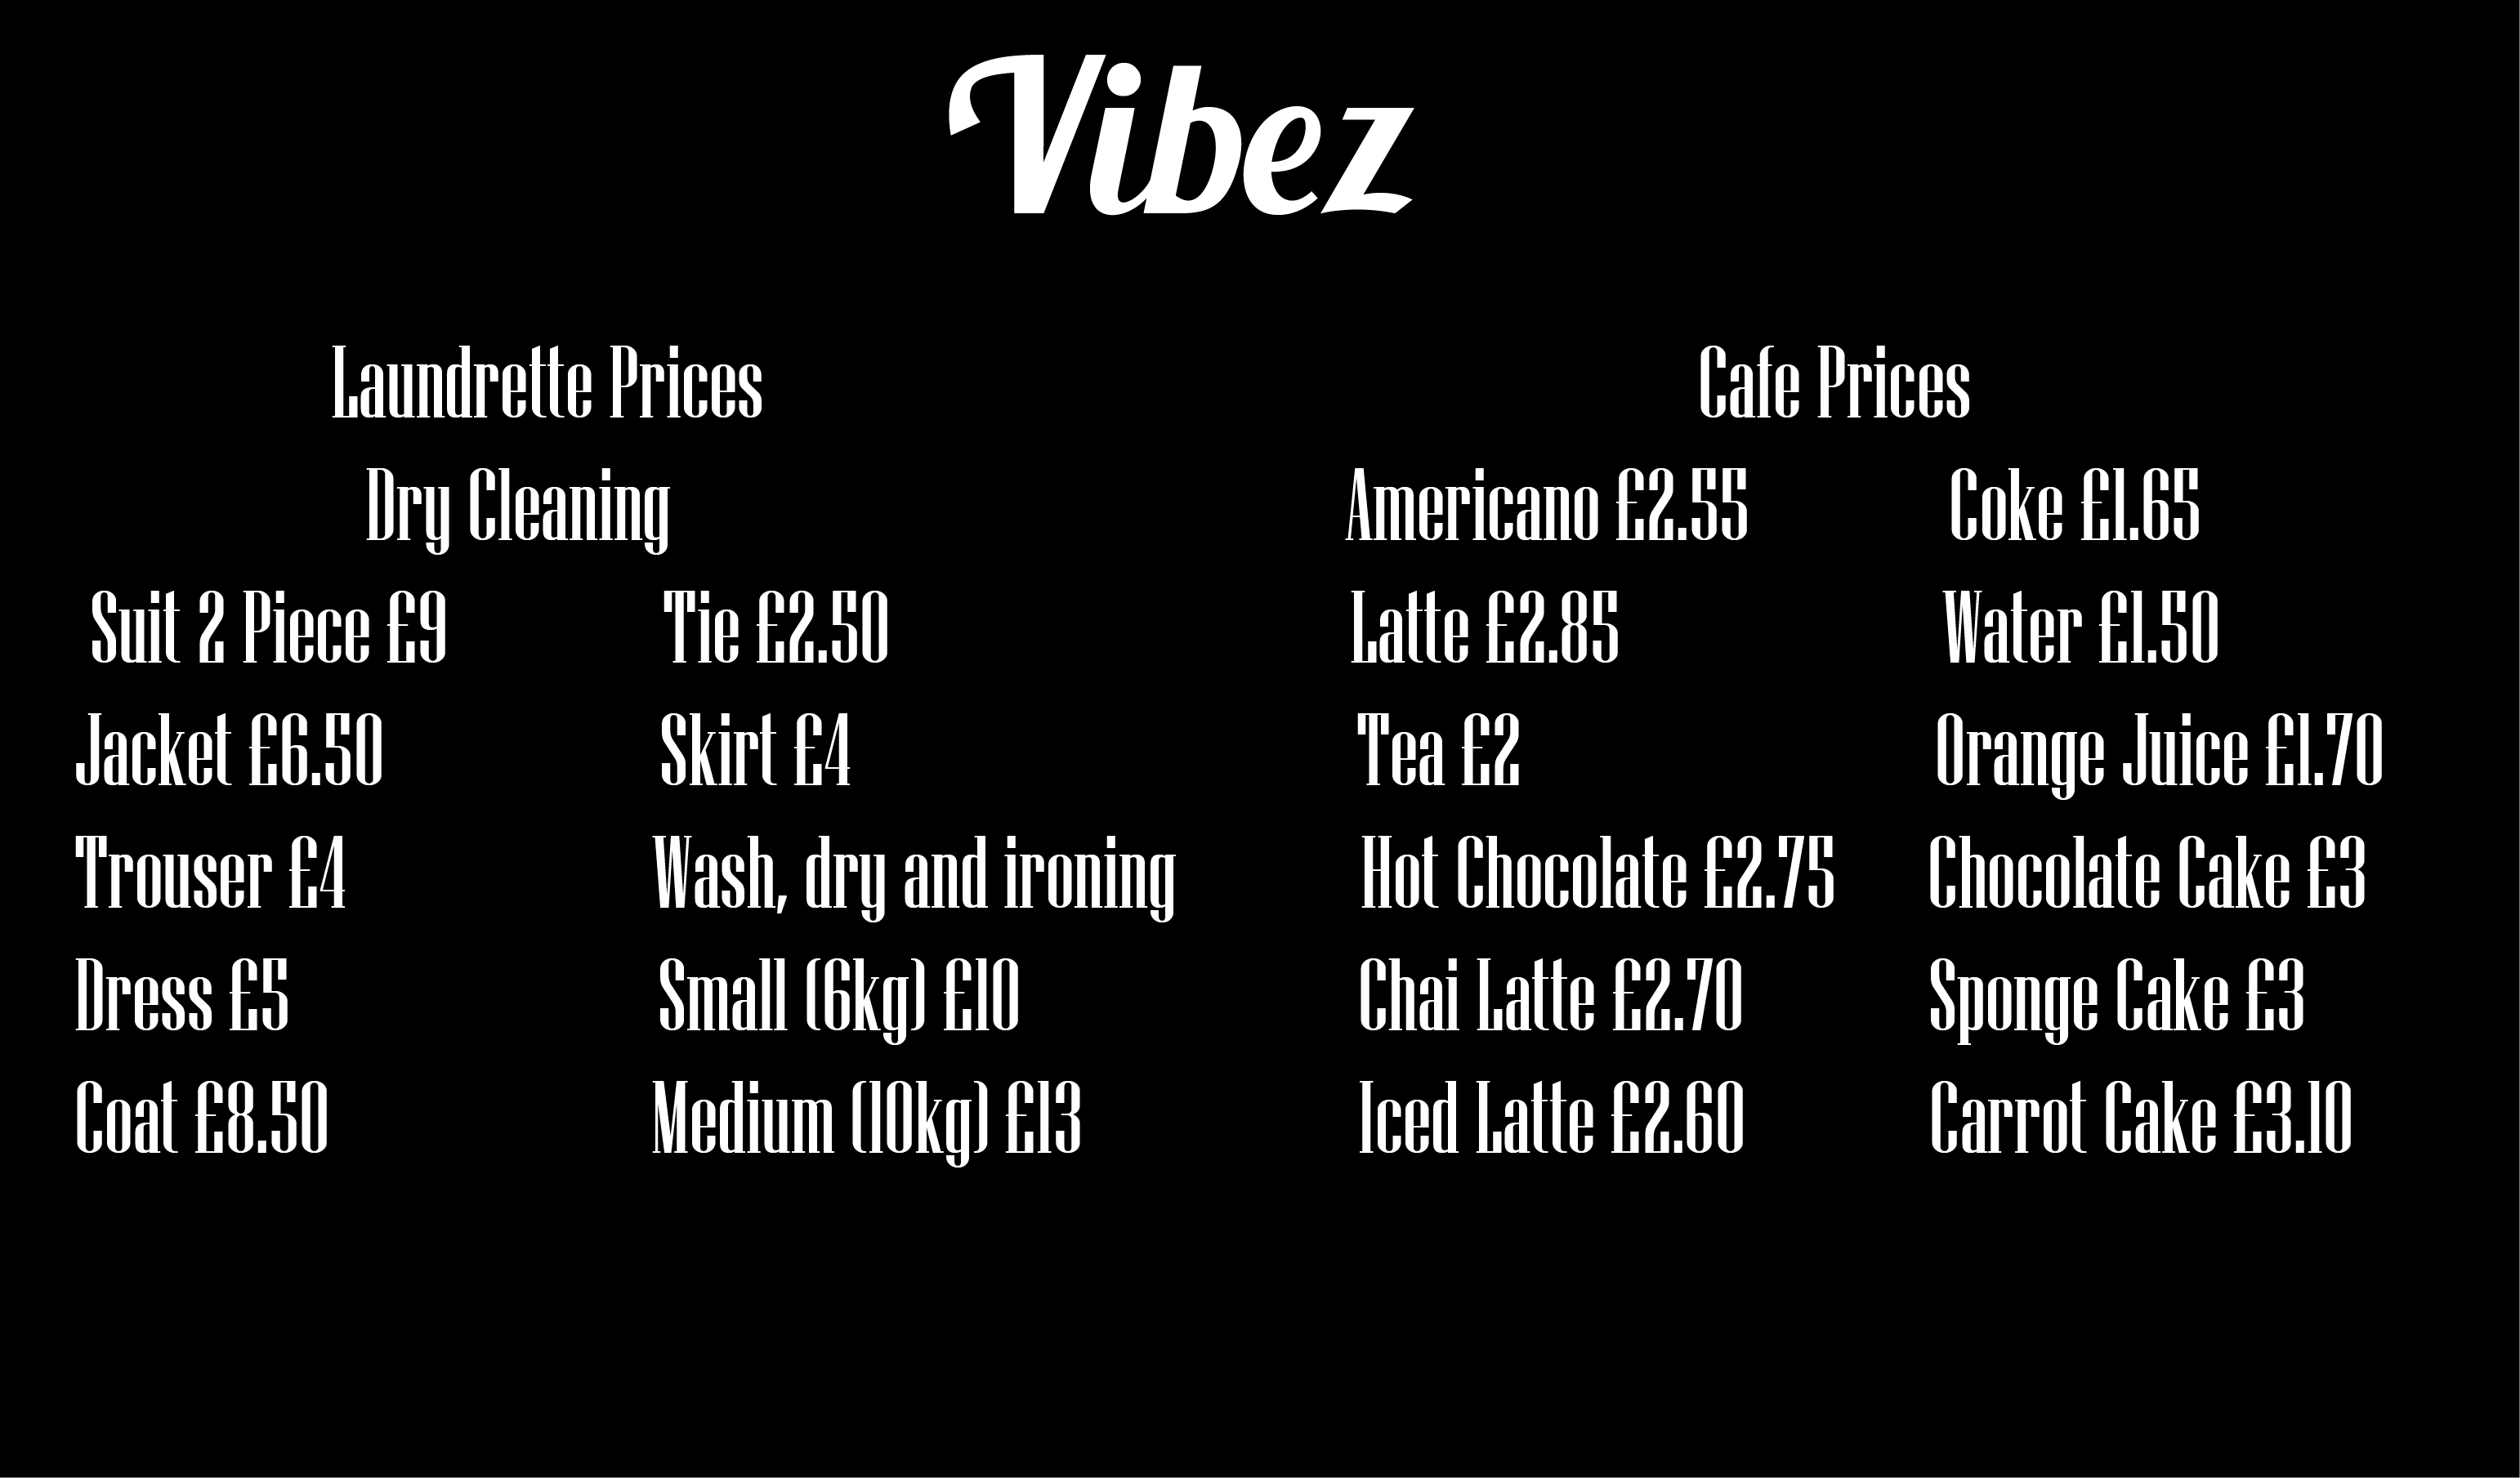 Vibez
Laundrette Prices
Dry Cleaning
Suit 2 Piece £9
Jacket £6.50
Trouser £4
Dress £5
Coat £8.50
Tie £2.50
Skirt £4
Wash, dry and ironing
Small (6kg) £10
Medium (10kg) £13
Cafe Prices
Americano £2.55
Latte £2.85
Tea £2
Hot Chocolate £2.75
Chai Latte £2.70
Iced Latte £2.60
Coke £1.65
Water £1.50
Orange Juice £1.70
Chocolate Cake £3
Sponge Cake £3
Carrot Cake £3.10